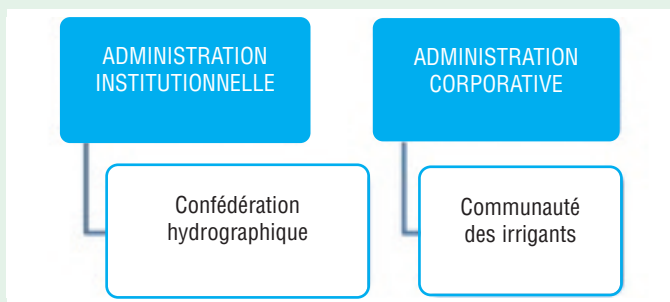 ADMINISTRATION
INSTITUTIONNELLE
ADMINISTRATION
CORPORATIVE
Confédération
hydrographique
Communauté
des irrigants